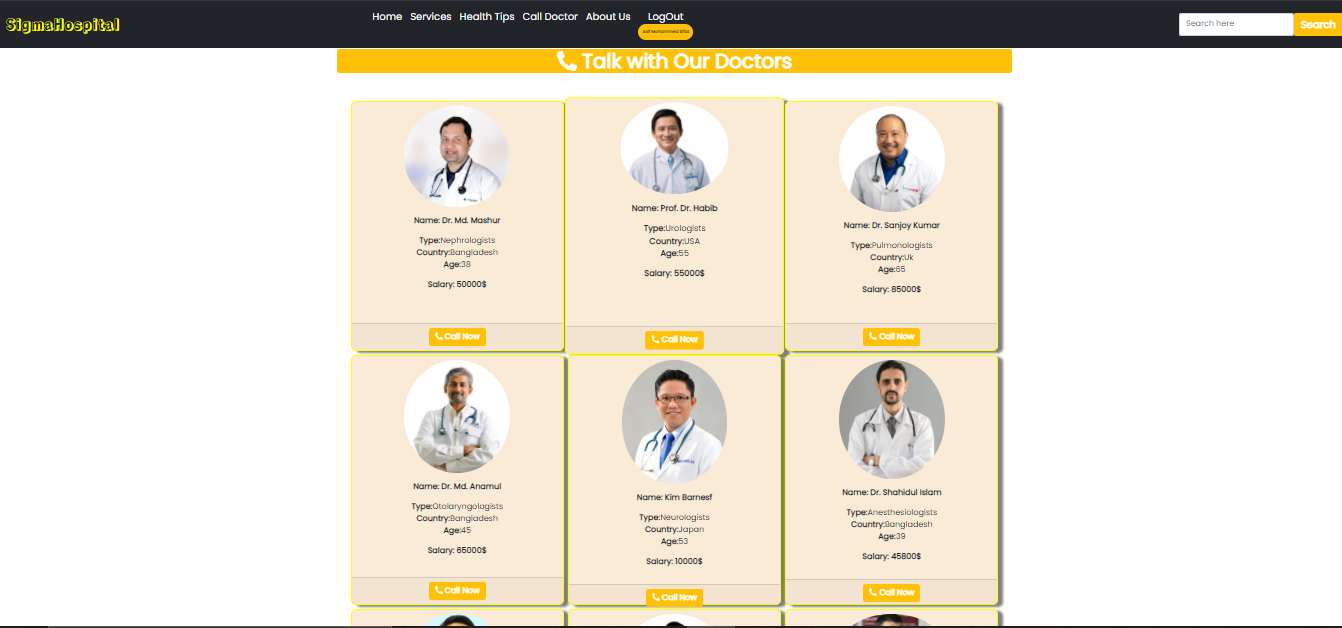 SigmaHospital
Home Services Health Tips Call Doctor About Us LogOut
Search here Search
Talk with Our Doctors
Name: Dr. Md. Mashur
Type:Nephrologists
Country:Bangladesh
Age:38
Salary: 50000$
Call Now
Name: Prof. Dr. Habib
Type:Urologists
Country:USA
Age:55
Salary: 55000$
Call Now
Name: Dr. Sanjoy Kumar
Type:Pulmonologists
Country:Uk
Age:65
Salary: 85000$
Call Now
Name: Dr. Md. Anamul
Type:Otolaryngologists
Country:Bangladesh
Age:45
Salary: 65000$
Call Now
Name: Kim Barnesf
Type:Neurologists
Country:Japan
Age:53
Salary: 10000$
Call Now
Name: Dr. Shahidul Islam
Type:Anesthesiologists
Country:Bangladesh
Age:39
Salary: 45800$
Call Now